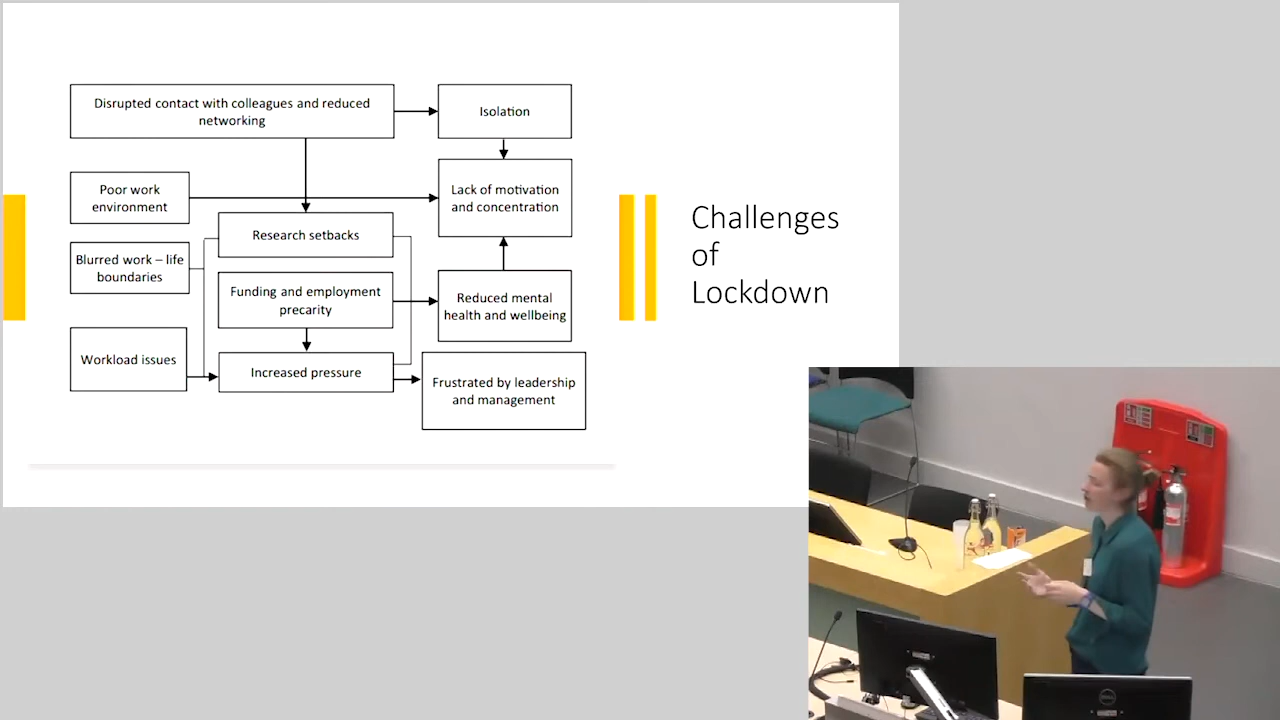 Disrupted contact with colleagues and reduced
networking
Isolation
Poor work
environment
Lack of motivation
and concentration
Research setbacks
Blurred work – life
boundaries
Funding and employment
precarity
Reduced mental
health and wellbeing
Workload issues
Increased pressure
Frustrated by leadership
and management
Challenges
of
Lockdown
DELL